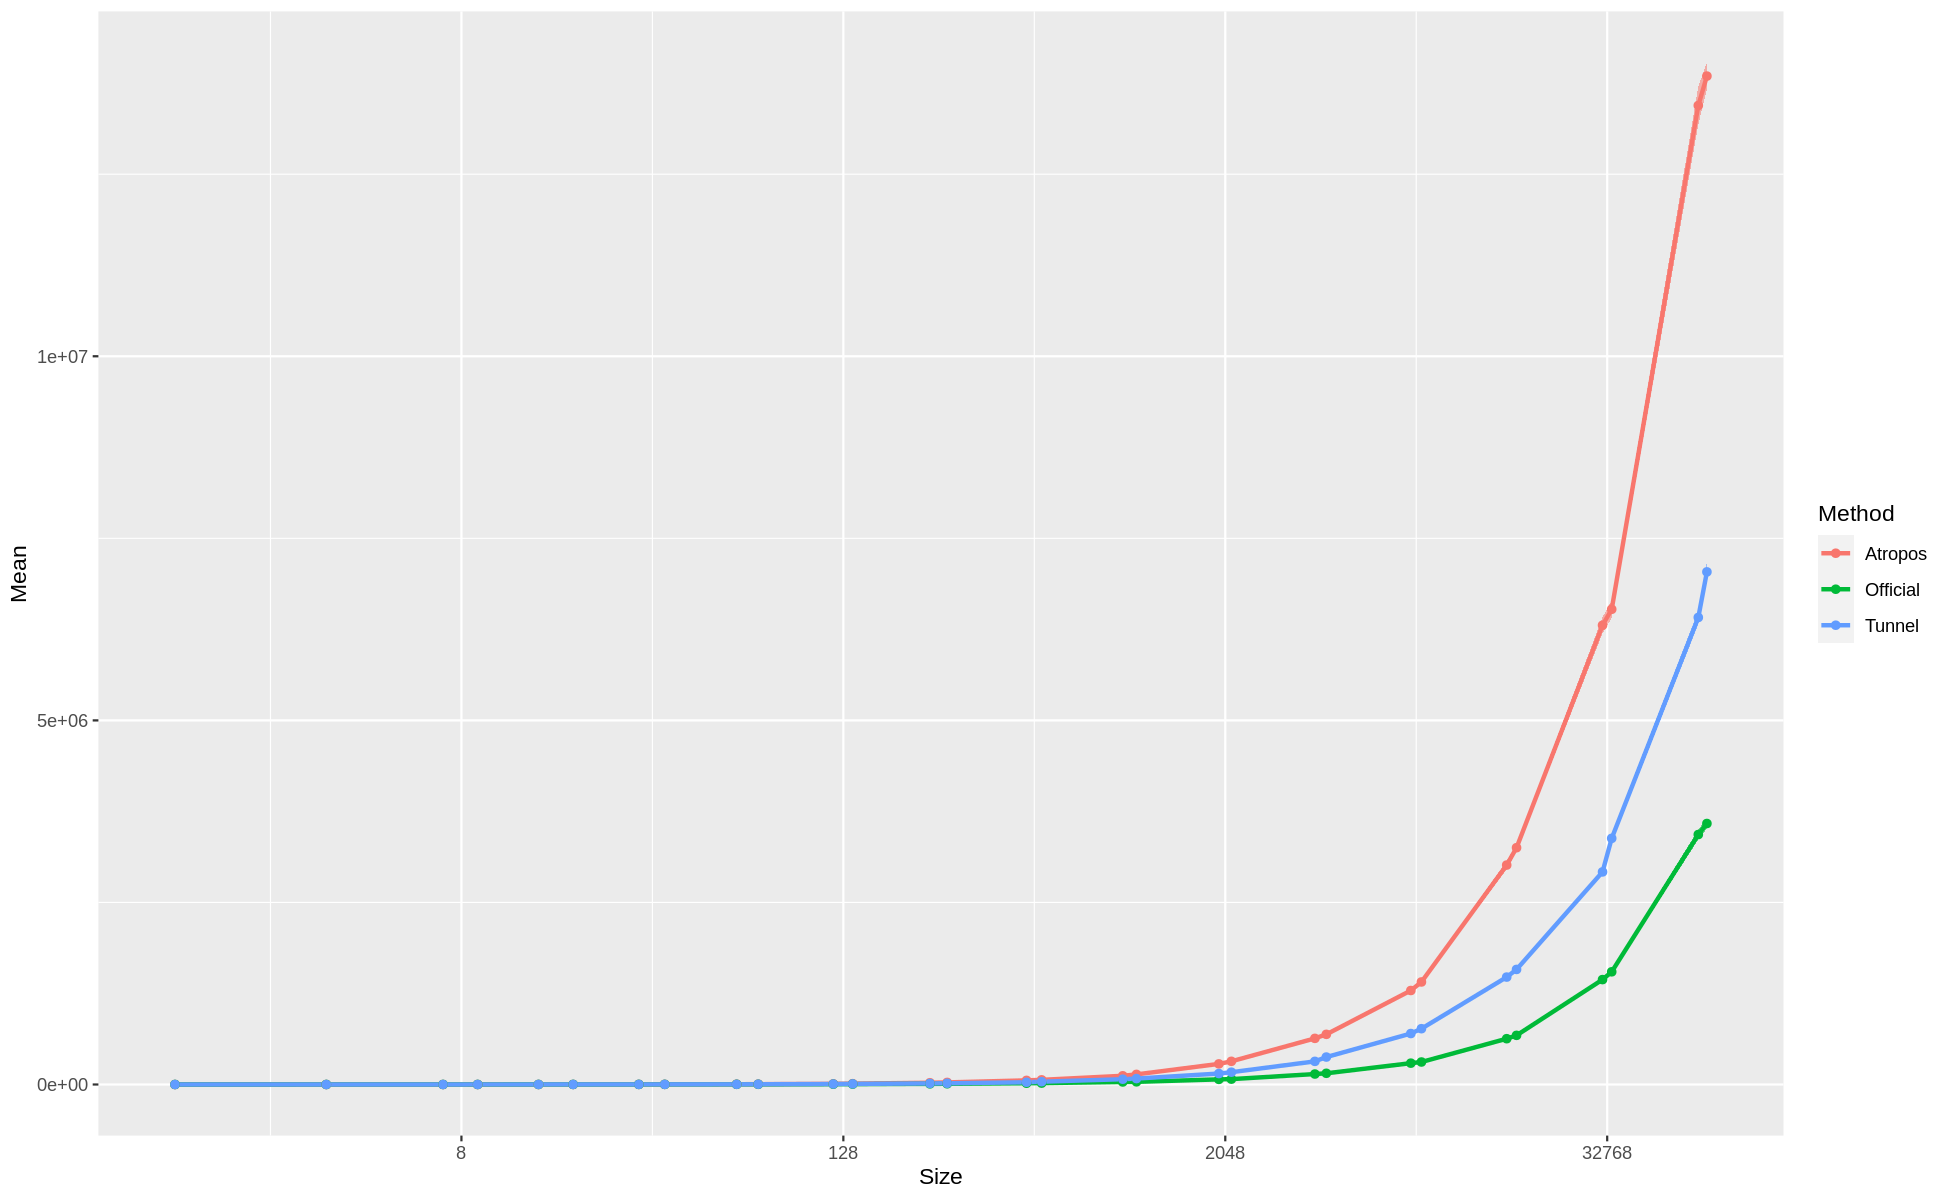 Mean
1e+07
5e+06
0e+00
8
128
2048
32768
Size
Method
Atropos
Official
Tunnel